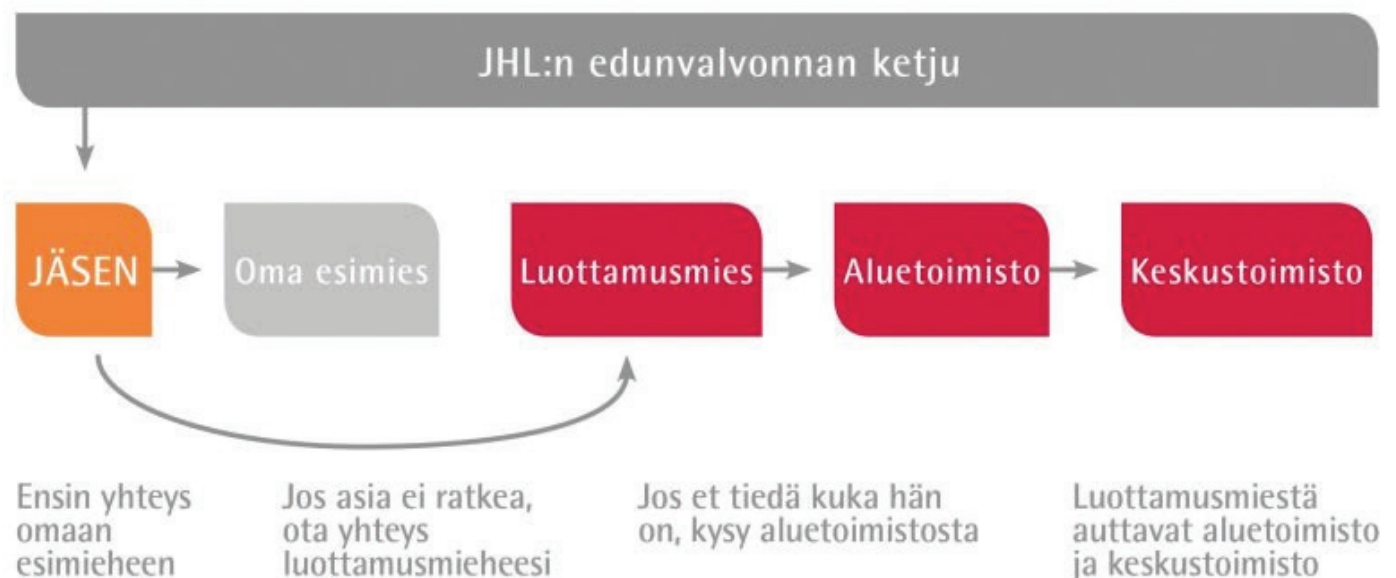 JHL:n edunvalvonnan ketju
JÄSEN
Oma esimies
Luottamusmies
Aluetoimisto
Keskustoimisto
Ensin yhteys
omaan
esimieheen
Jos asia ei ratkea,
ota yhteys
luottamusmieheesi
Jos et tiedä kuka hän
on, kysy aluetoimistosta
Luottamusmiestä
auttavat aluetoimisto
ja keskustoimisto